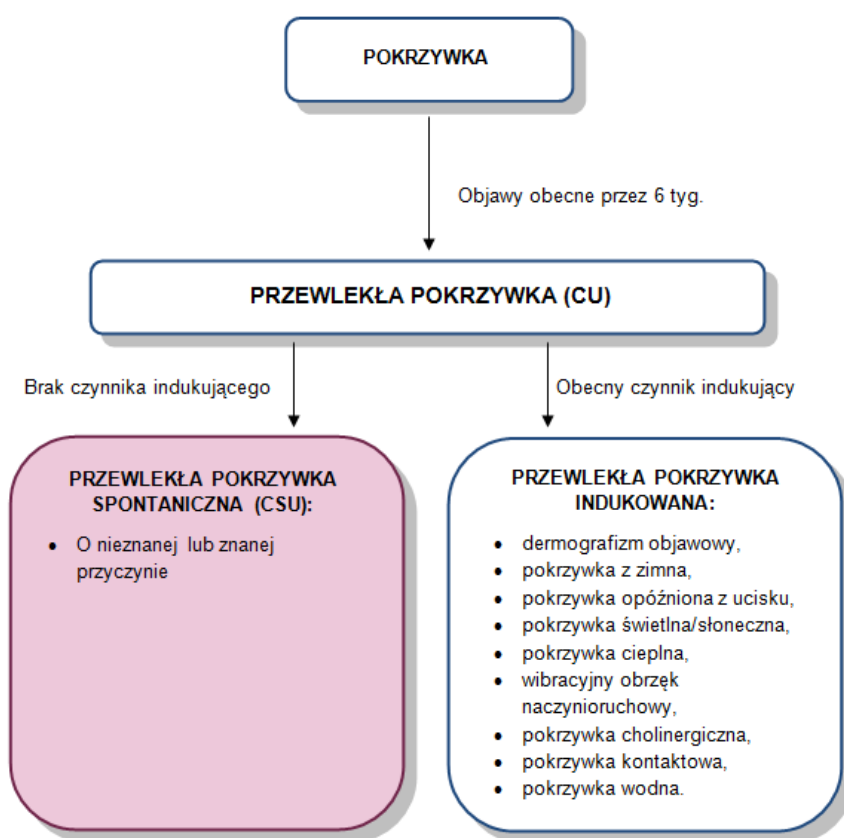 POKRZYWKA
Objawy obecne przez 6 tyg.
PRZEWLEKŁA POKRZYWKA (CU)
Brak czynnika indukującego
Obecny czynnik indukujący
PRZEWLEKŁA POKRZYWKA
SPONTANICZNA (CSU):
• O nieznanej lub znanej
przyczynie
PRZEWLEKŁA POKRZYWKA
INDUKOWANA:
• dermografizm objawowy,
• pokrzywka z zimna,
• pokrzywka opóźniona z ucisku,
• pokrzywka świetlna/słoneczna,
• pokrzywka cieplna,
• wibracyjny obrzęk
naczynioruchowy,
• pokrzywka cholinergiczna,
• pokrzywka kontaktowa,
• pokrzywka wodna.